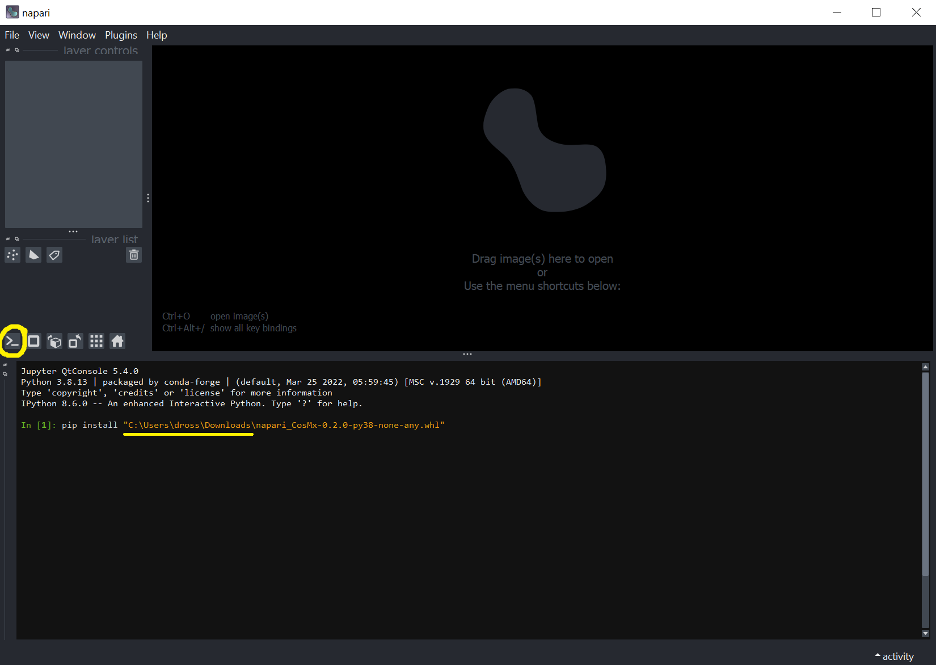 napari
File View Window Plugins Help
layer controls
layer list
Drag image(s) here to open
or
Use the menu shortcuts below:
Ctrl+O open image(s)
Ctrl+Alt+/ show all key bindings
Jupyter QtConsole 5.4.0
Python 3.8.13 | packaged by conda-forge | (default, Mar 25 2022, 05:59:45) [MSC v.1929 64 bit (AMD64)]
Type 'copyright', 'credits' or 'license' for more information
IPython 8.6.0 -- An enhanced Interactive Python. Type '?' for help.
In [1]: pip install "C:\Users\dross\Downloads\napari_CosMx-0.2.0-py38-none-any.whl"
activity